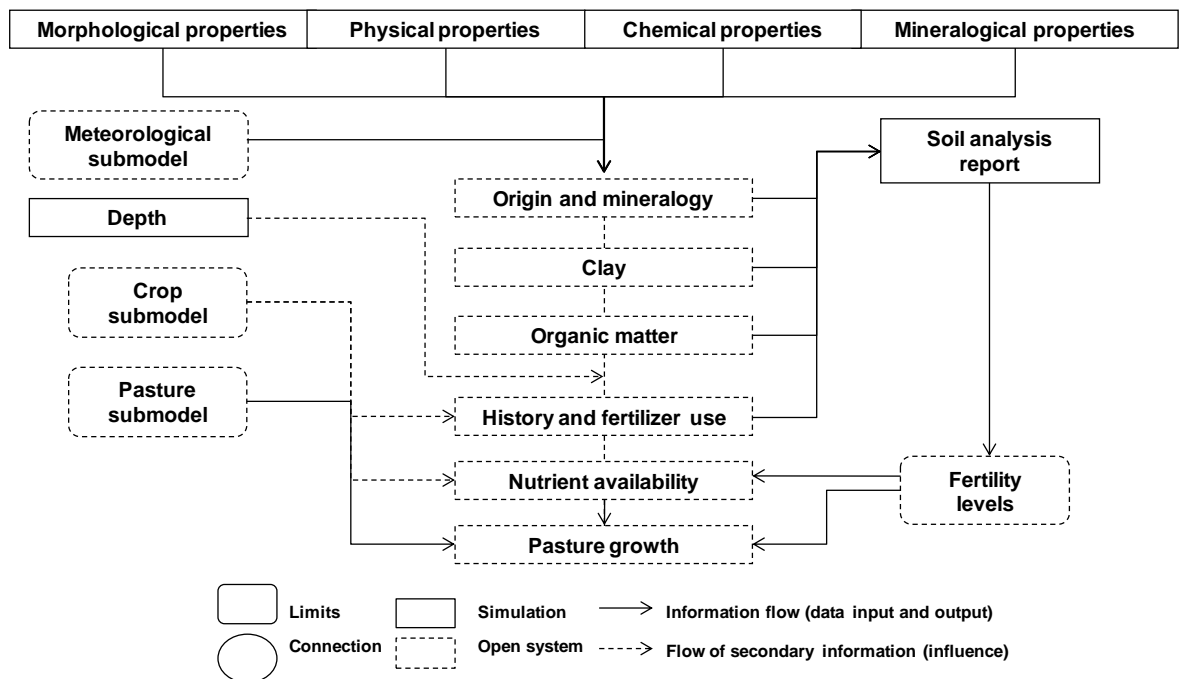 Morphological properties
Physical properties
Chemical properties
Mineralogical properties
Meteorological
submodel
Soil analysis
report
Origin and mineralogy
Depth
Clay
Crop
submodel
Organic matter
Pasture
submodel
History and fertilizer use
Nutrient availability
Fertility
levels
Pasture growth
Limits
Simulation
Information flow (data input and output)
Connection
Open system
Flow of secondary information (influence)